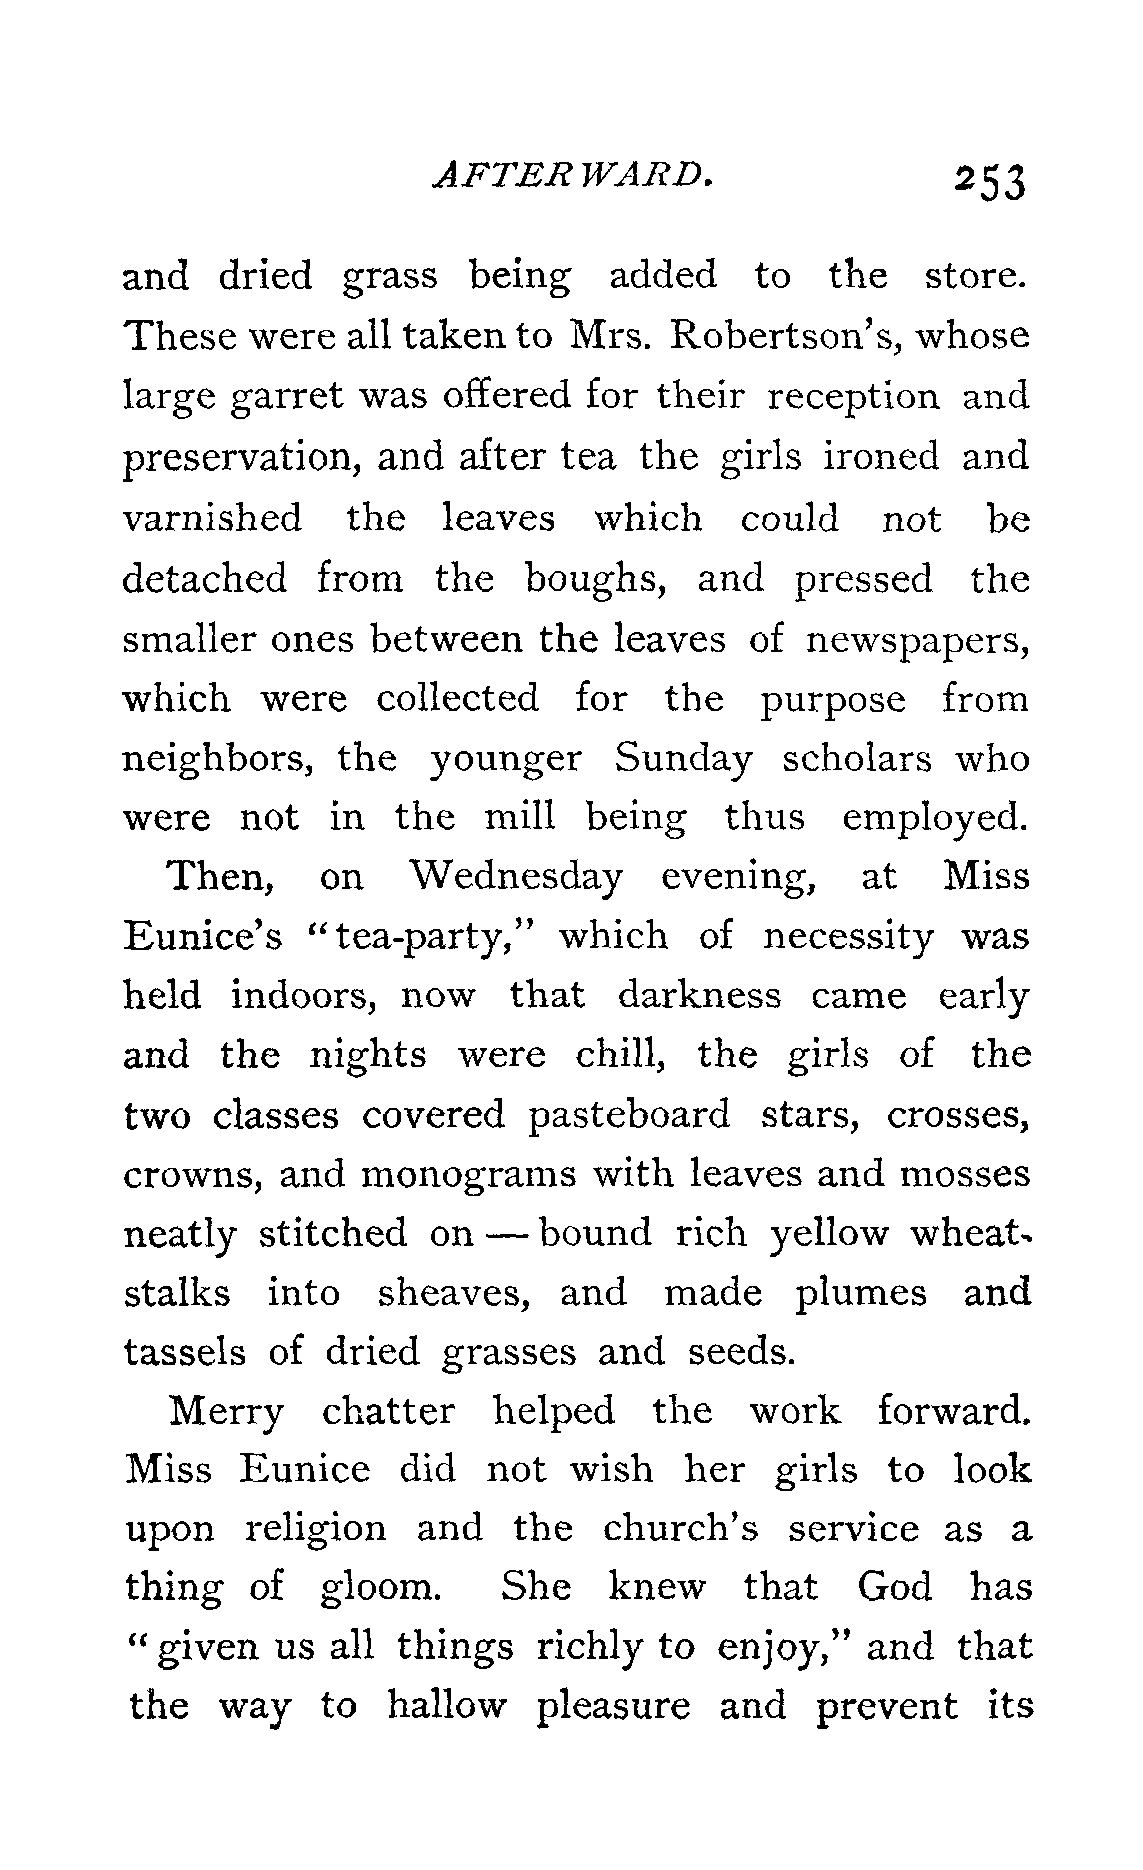 AFTERWARD. 253
and dried grass being added to the store.
These were all taken to Mrs. Robertson's, whose
large garret was offered for their reception and
preservation, and after tea the girls ironed and
varnished the leaves which could not be
detached from the boughs, and pressed the
smaller ones between the leaves of newspapers,
which were collected for the purpose from
neighbors, the younger Sunday scholars who
were not in the mill being thus employed.
Then, on Wednesday evening, at Miss
Eunice's "tea-party," which of necessity was
held indoors, now that darkness came early
and the nights were chill, the girls of the
two classes covered pasteboard stars, crosses,
crowns, and monograms with leaves and mosses
neatly stitched on — bound rich yellow wheat-
stalks into sheaves, and made plumes and
tassels of dried grasses and seeds.
Merry chatter helped the work forward.
Miss Eunice did not wish her girls to look
upon religion and the church's service as a
thing of gloom. She knew that God has
"given us all things richly to enjoy," and that
the way to hallow pleasure and prevent its